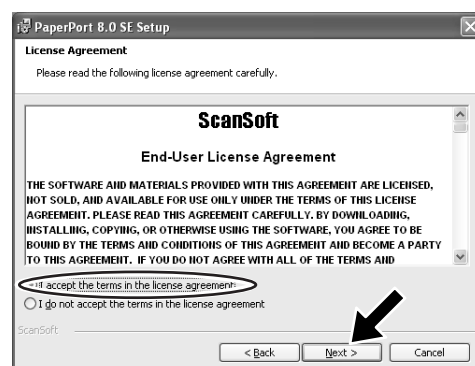 PaperPort 8.0 SE Setup
License Agreement
Please read the following license agreement carefully.
ScanSoft
End-User License Agreement
THE SOFTWARE AND MATERIALS PROVIDED WITH THIS AGREEMENT ARE LICENSED,
NOT SOLD, AND AVAILABLE FOR USE ONLY UNDER THE TERMS OF THIS LICENSE
AGREEMENT. PLEASE READ THIS AGREEMENT CAREFULLY. BY DOWNLOADING,
INSTALLING, COPYING, OR OTHERWISE USING THE SOFTWARE, YOU AGREE TO BE
BOUND BY THE TERMS AND CONDITIONS OF THIS AGREEMENT AND BECOME A PARTY
TO THIS AGREEMENT. IF YOU DO NOT AGREE WITH ALL OF THE TERMS AND
I accept the terms in the license agreement
I do not accept the terms in the license agreement
ScanSoft
< Back Next > Cancel